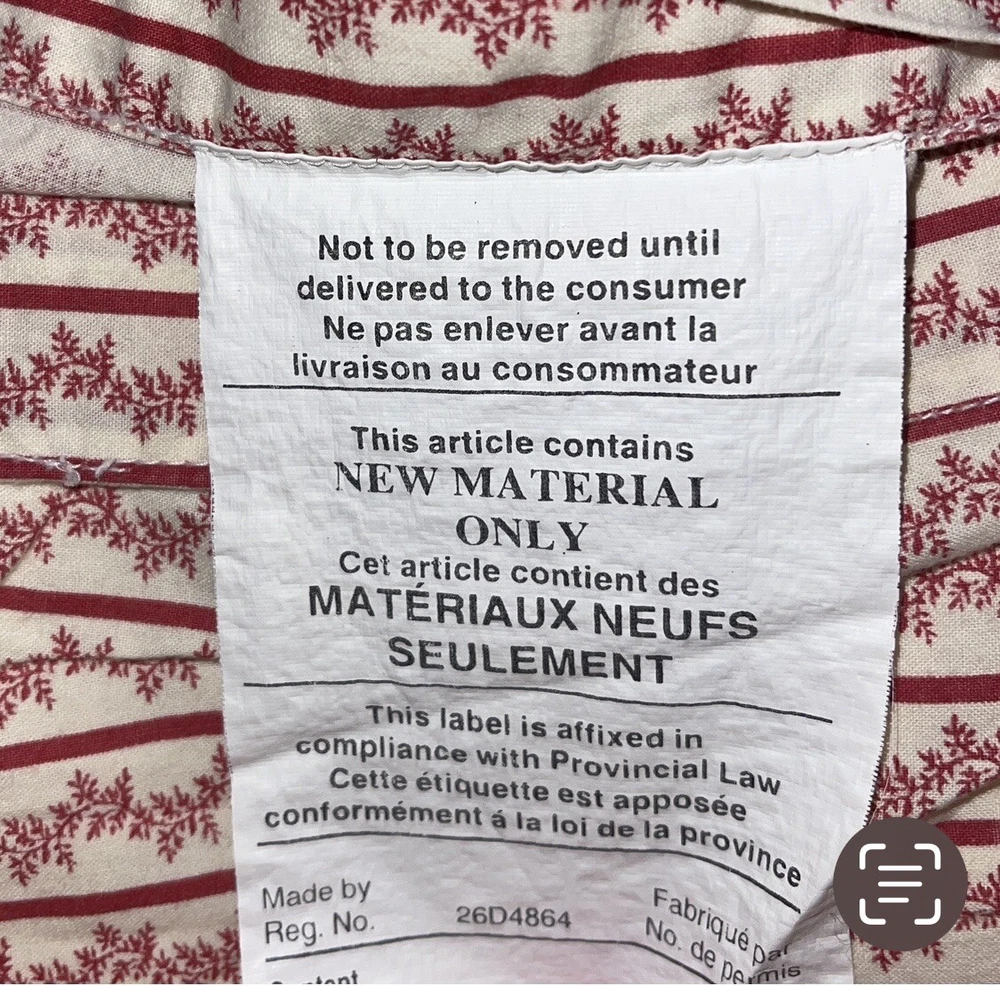 Not to be removed until
delivered to the consumer
Ne pas enlever avant la
livraison au consommateur
This article contains
NEW MATERIAL
ONLY
Cet article contient des
MATÉRIAUX NEUFS
SEULEMENT
This label is affixed in
compliance with Provincial Law
Cette étiquette est apposée
conformément á la loi de la province
Made by
Reg. No.
26D4864
Fabriqué par
No. de permis